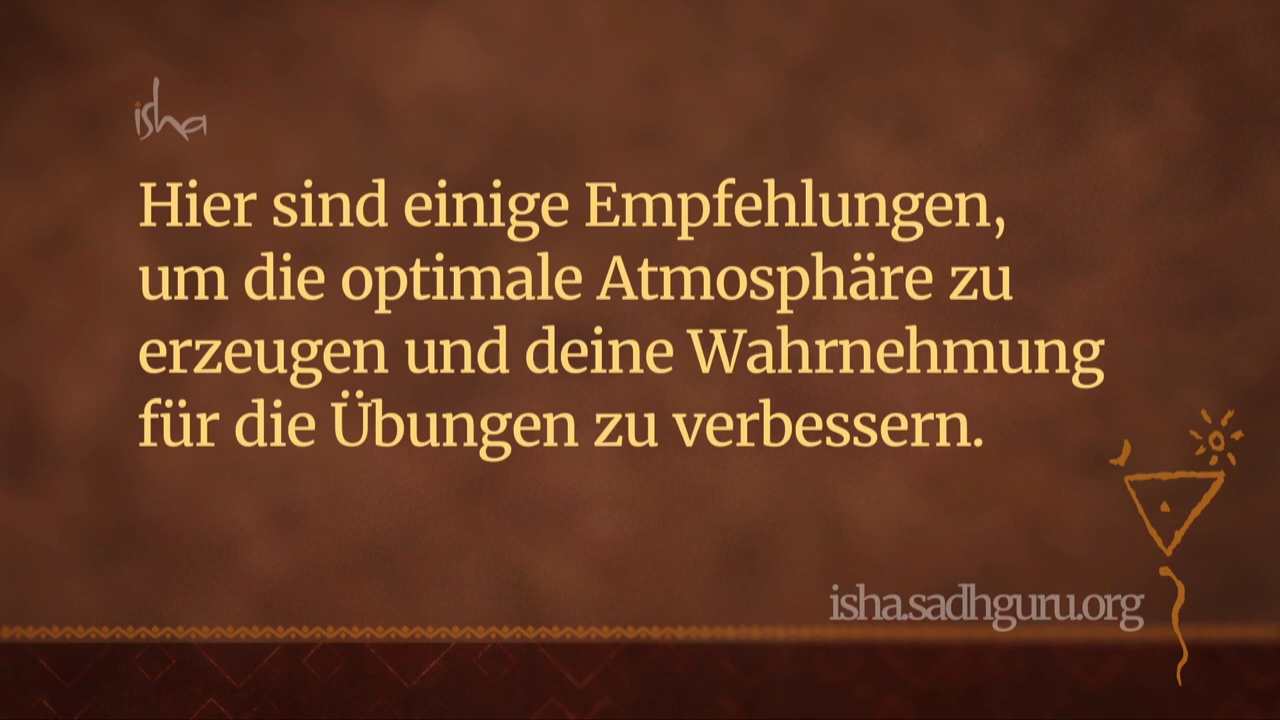 isha
Hier sind einige Empfehlungen,
um die optimale Atmosphäre zu
erzeugen und deine Wahrnehmung
für die Übungen zu verbessern.
isha.sadhguru.org